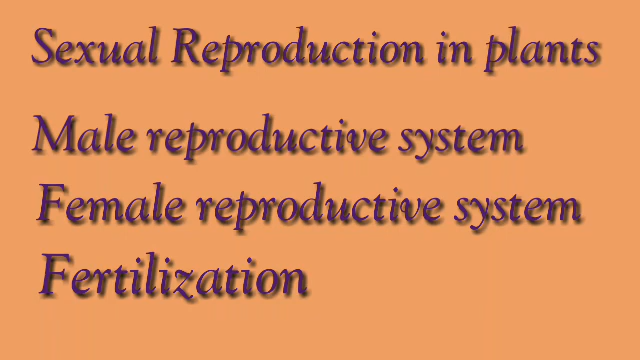 Sexual Reproduction in plants
Male reproductive system
Female reproductive system
Fertilization